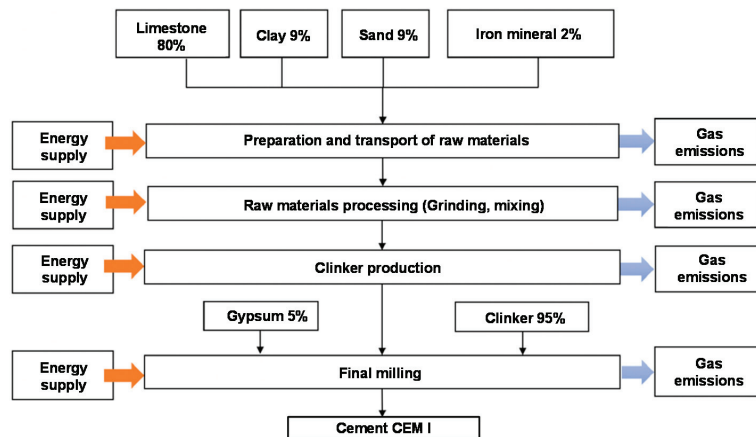 Limestone
80%
Clay 9%
Sand 9%
Iron mineral 2%
Energy
supply
Preparation and transport of raw materials
Gas
emissions
Energy
supply
Raw materials processing (Grinding, mixing)
Gas
emissions
Energy
supply
Clinker production
Gas
emissions
Gypsum 5%
Clinker 95%
Energy
supply
Final milling
Gas
emissions
Cement CEM I